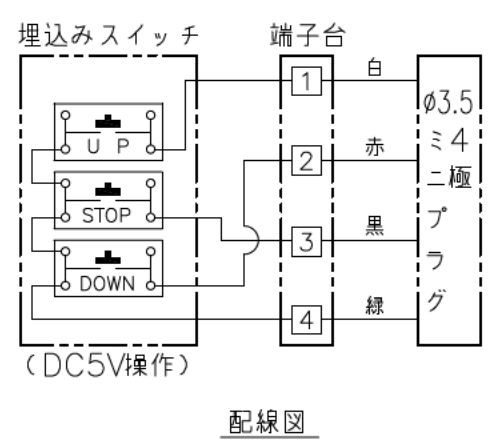 埋込みスイッチ
端子台
1 白
φ3.5
ミニ
4極
プラグ
UP
2 赤
STOP
3 黒
DOWN
4 緑
(DC5V操作)
配線図